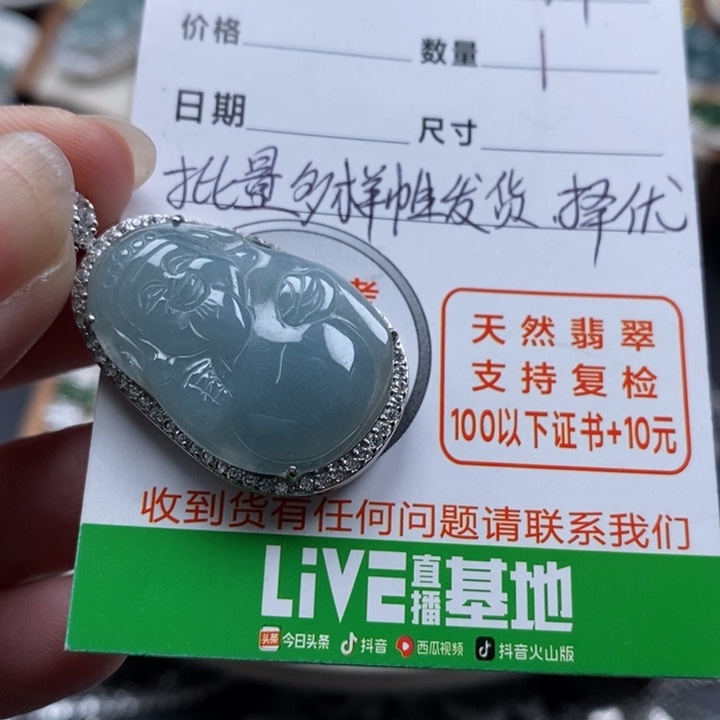 价格 数量
日期 尺寸
批量多样随发货 择优
天然翡翠
支持复检
100以下证书+10元
收到货有任何问题请联系我们
LiVE直播基地
头条 今日头条 抖音 西瓜视频 抖音火山版